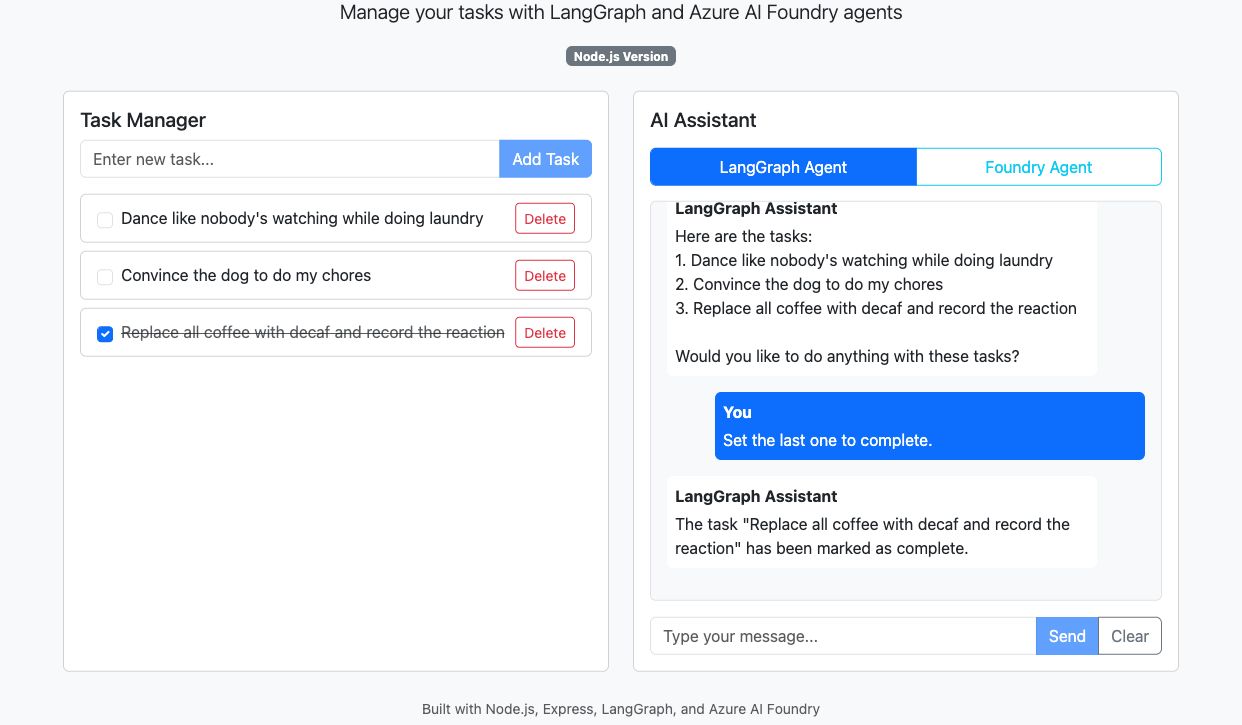 Manage your tasks with LangGraph and Azure AI Foundry agents
Node.js Version
Task Manager
Enter new task...
Add Task
Dance like nobody's watching while doing laundry
Delete
Convince the dog to do my chores
Delete
Replace all coffee with decaf and record the reaction
Delete
AI Assistant
LangGraph Agent
Foundry Agent
LangGraph Assistant
Here are the tasks:
1. Dance like nobody's watching while doing laundry
2. Convince the dog to do my chores
3. Replace all coffee with decaf and record the reaction
Would you like to do anything with these tasks?
You
Set the last one to complete.
LangGraph Assistant
The task "Replace all coffee with decaf and record the
reaction" has been marked as complete.
Type your message...
Send
Clear
Built with Node.js, Express, LangGraph, and Azure AI Foundry